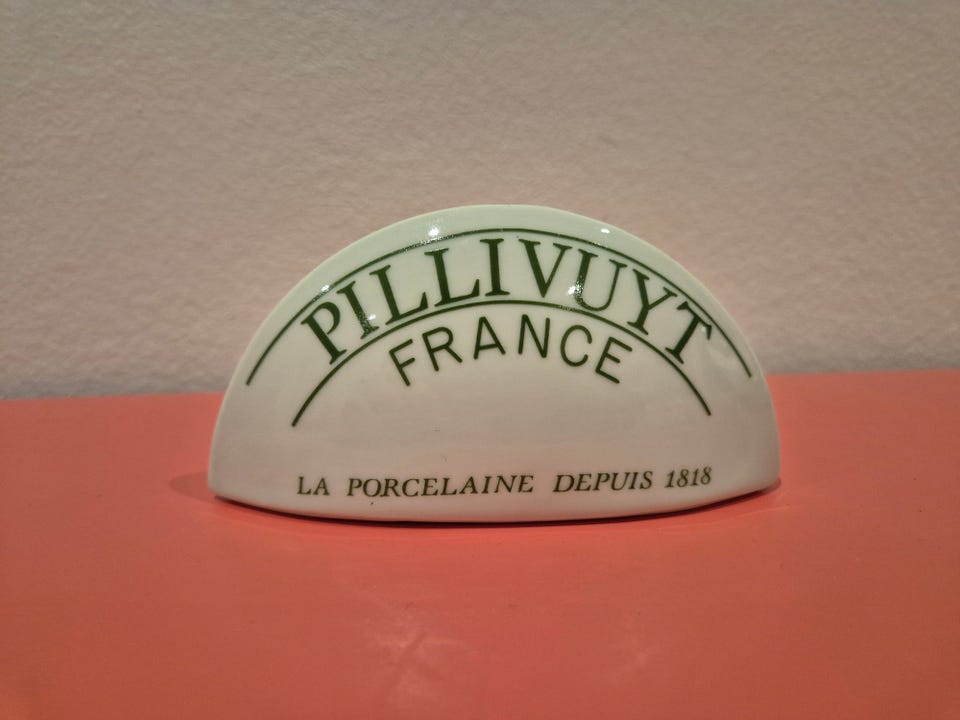 PILLIVUYT
FRANCE
LA PORCELAINE DEPUIS 1818